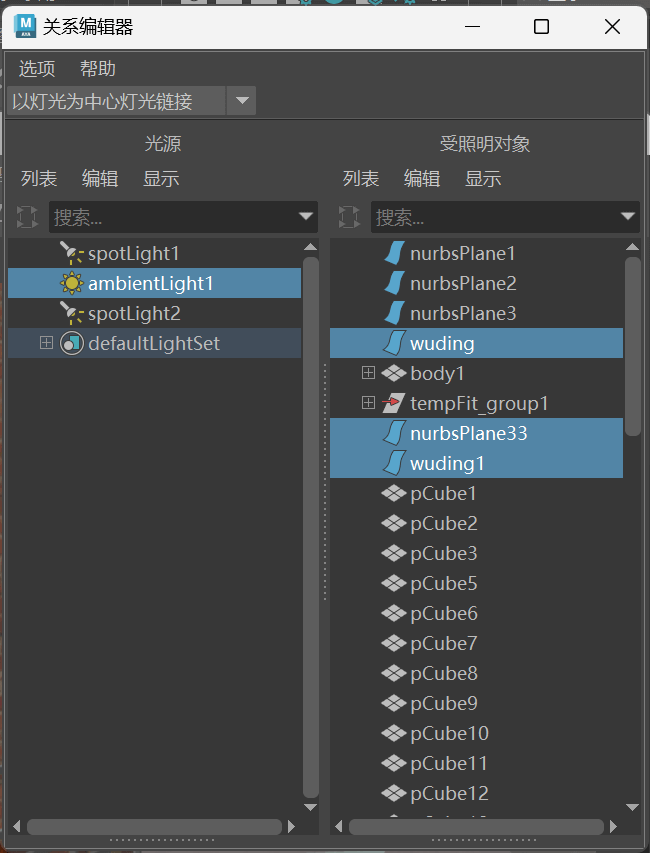 关系编辑器
选项 帮助
以灯光为中心灯光链接
光源
列表 编辑 显示
搜索...
spotLight1
ambientLight1
spotLight2
defaultLightSet
受照明对象
列表 编辑 显示
搜索...
nurbsPlane1
nurbsPlane2
nurbsPlane3
wuding
body1
tempFit_group1
nurbsPlane33
wuding1
pCube1
pCube2
pCube3
pCube5
pCube6
pCube7
pCube8
pCube9
pCube10
pCube11
pCube12